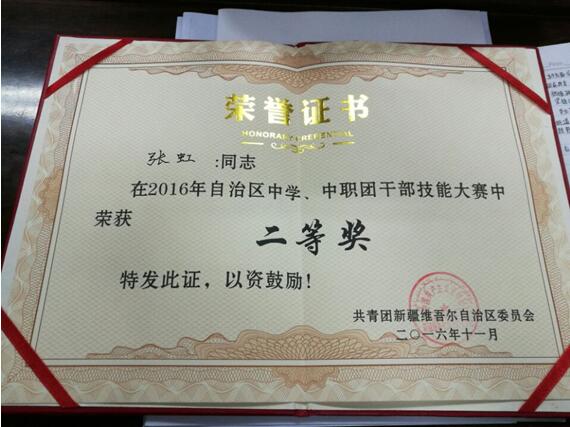 荣誉证书
HONORARY CREDENTIAL
张虹 :同志
在2016年自治区中学、中职团干部技能大赛中
荣获
二等奖
特发此证，以资鼓励！
共青团新疆维吾尔自治区委员会
二〇一六年十一月